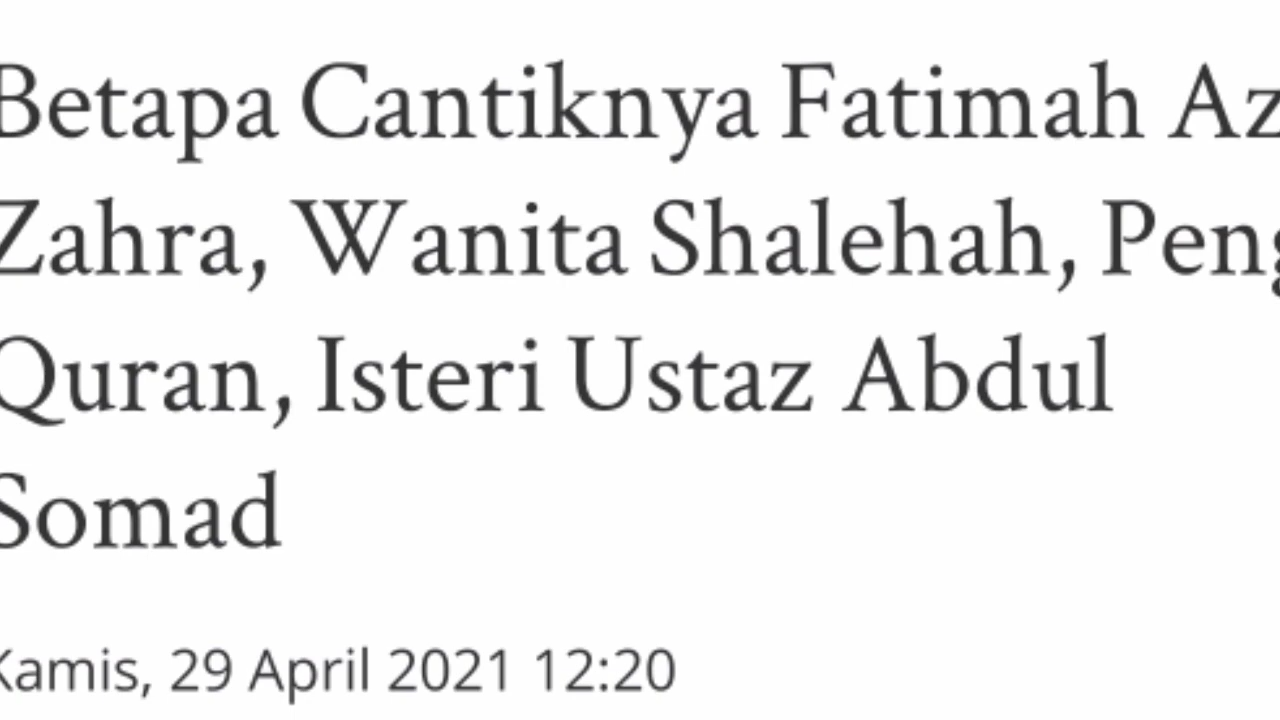 Betapa Cantiknya Fatimah Az
Zahra, Wanita Shalehah, Peng
Quran, Isteri Ustaz Abdul
Somad
Kamis, 29 April 2021 12:20